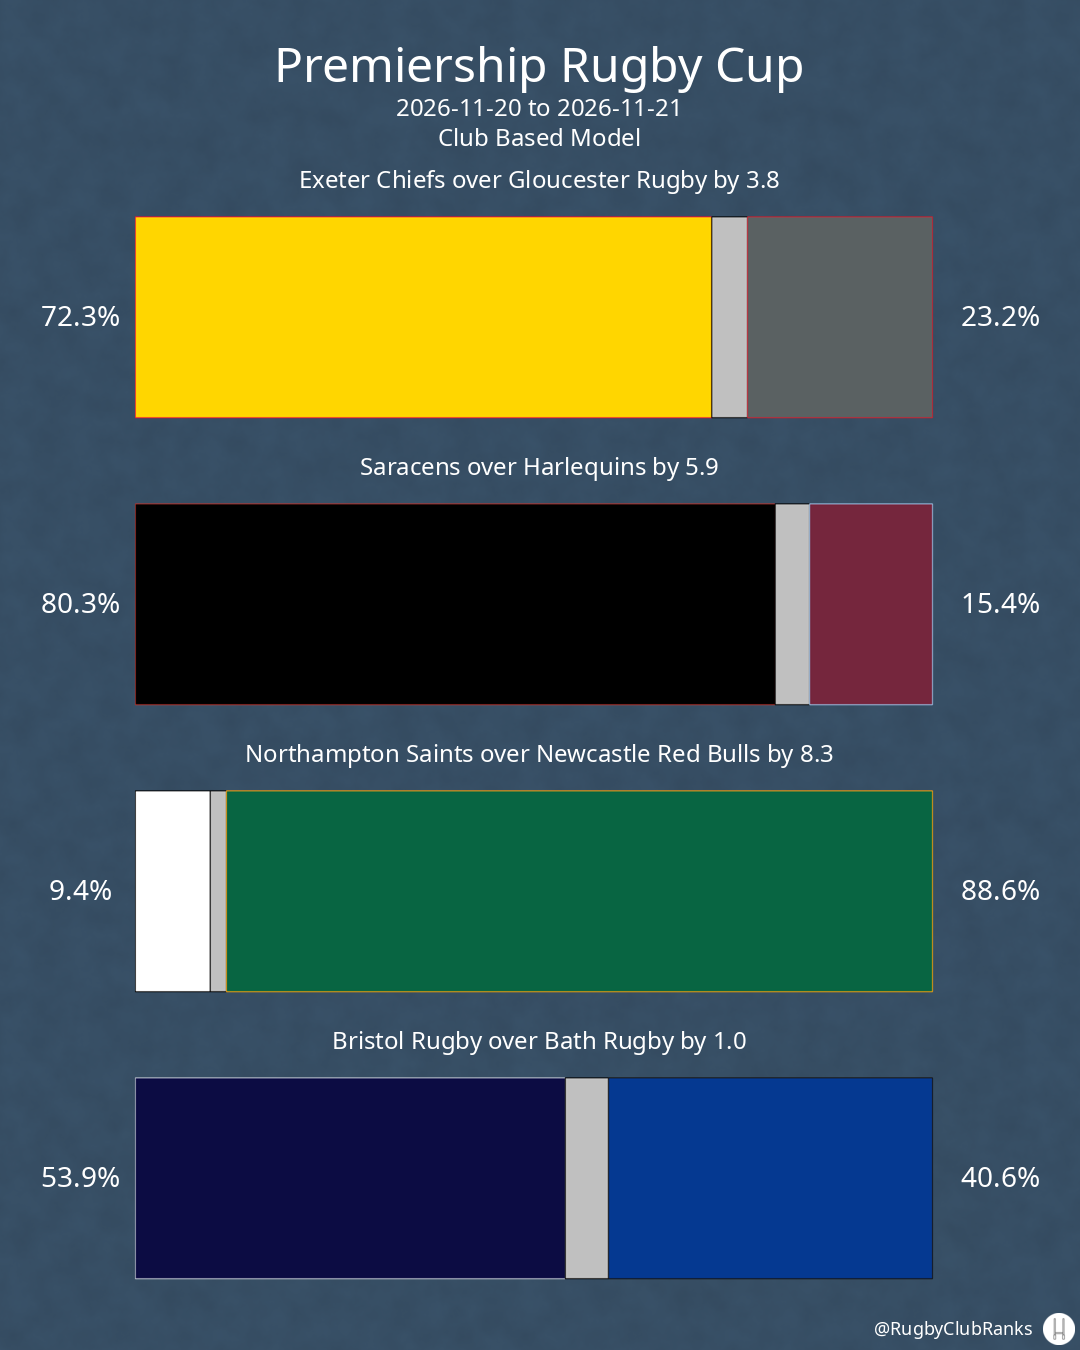 Premiership Rugby Cup
2026-11-20 to 2026-11-21
Club Based Model
Exeter Chiefs over Gloucester Rugby by 3.8
72.3%
23.2%
Saracens over Harlequins by 5.9
80.3%
15.4%
Northampton Saints over Newcastle Red Bulls by 8.3
9.4%
88.6%
Bristol Rugby over Bath Rugby by 1.0
53.9%
40.6%
@RugbyClubRanks